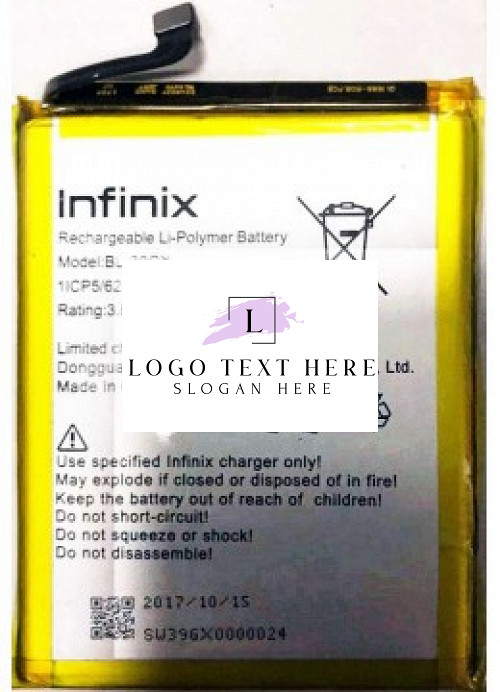 Infinix
Rechargeable Li-Polymer Battery
Model:BL
1ICP5/62
Rating:3.
Limited c
Donggua Ltd.
Made in
L
LOGO TEXT HERE
SLOGAN HERE
Use specified Infinix charger only!
May explode if closed or disposed of in fire!
Keep the battery out of reach of children!
Do not short-circuit!
Do not squeeze or shock!
Do not disassemble!
2017/10/15
SW39GX0000024